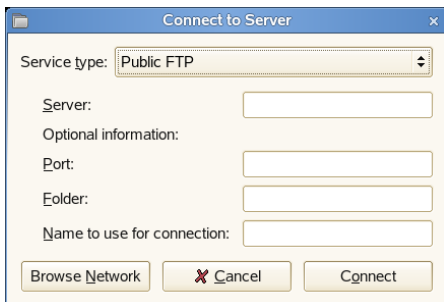 Connect to Server
Service type: Public FTP
Server:
Optional information:
Port:
Folder:
Name to use for connection:
Browse Network Cancel Connect